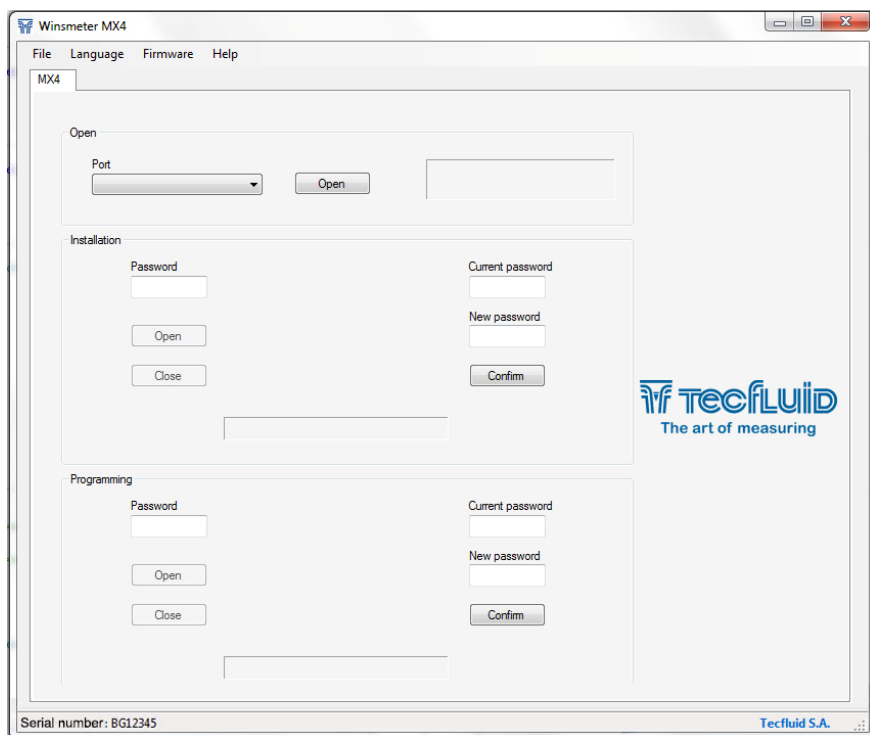 Winsmeter MX4
File Language Firmware Help
MX4
Open
Port
Open
Installation
Password Current password
New password
Open
Close Confirm
TECFLUID
The art of measuring
Programming
Password Current password
New password
Open
Close Confirm
Serial number: BG12345 Tecfluid S.A.